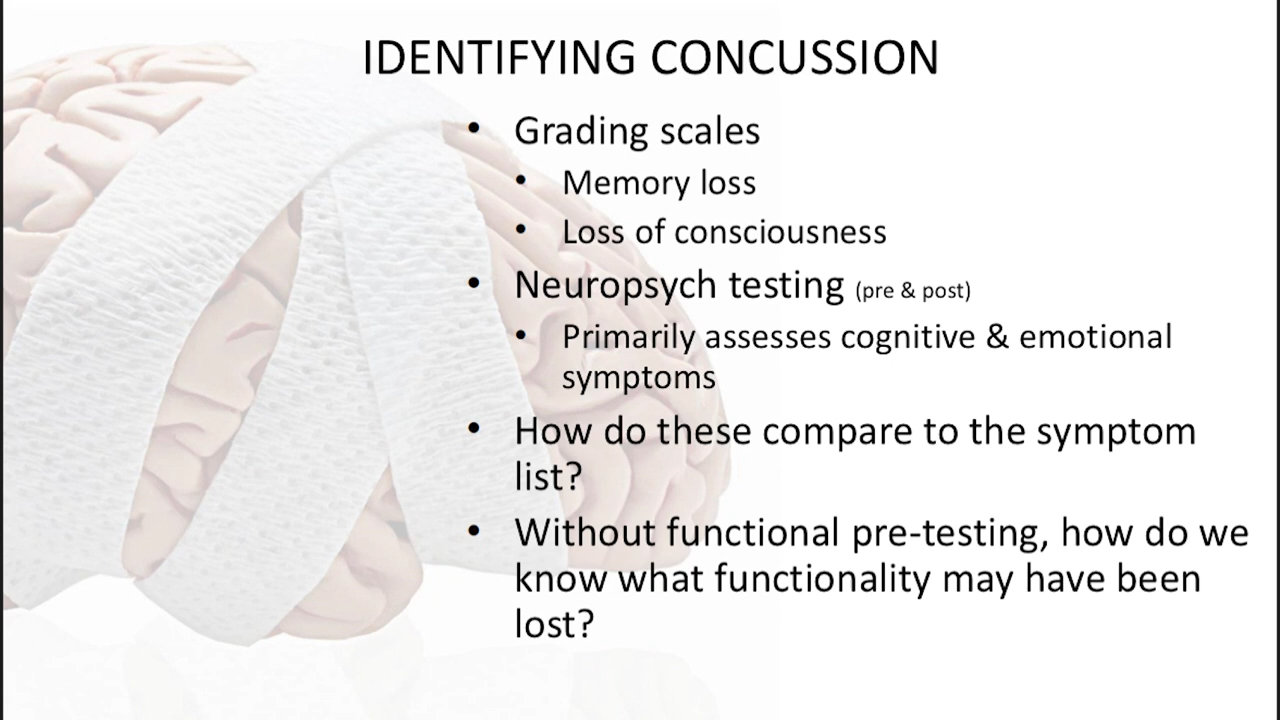 IDENTIFYING CONCUSSION
• Grading scales
• Memory loss
• Loss of consciousness
• Neuropsych testing (pre & post)
• Primarily assesses cognitive & emotional
symptoms
• How do these compare to the symptom
list?
• Without functional pre-testing, how do we
know what functionality may have been
lost?